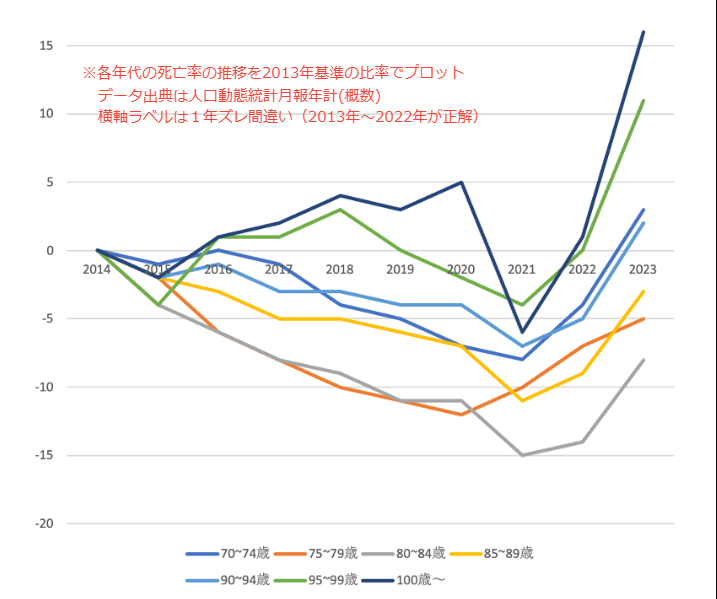 ※各年代の死亡率の推移を2013年基準の比率でプロット
データ出典は人口動態統計月報年計(概数)
横軸ラベルは１年ズレ間違い（2013年～2022年が正解）
15
10
5
0
-5
-10
-15
-20
2014 2015 2016 2017 2018 2019 2020 2021 2022 2023
70~74歳 75~79歳 80~84歳 85~89歳
90~94歳 95~99歳 100歳～